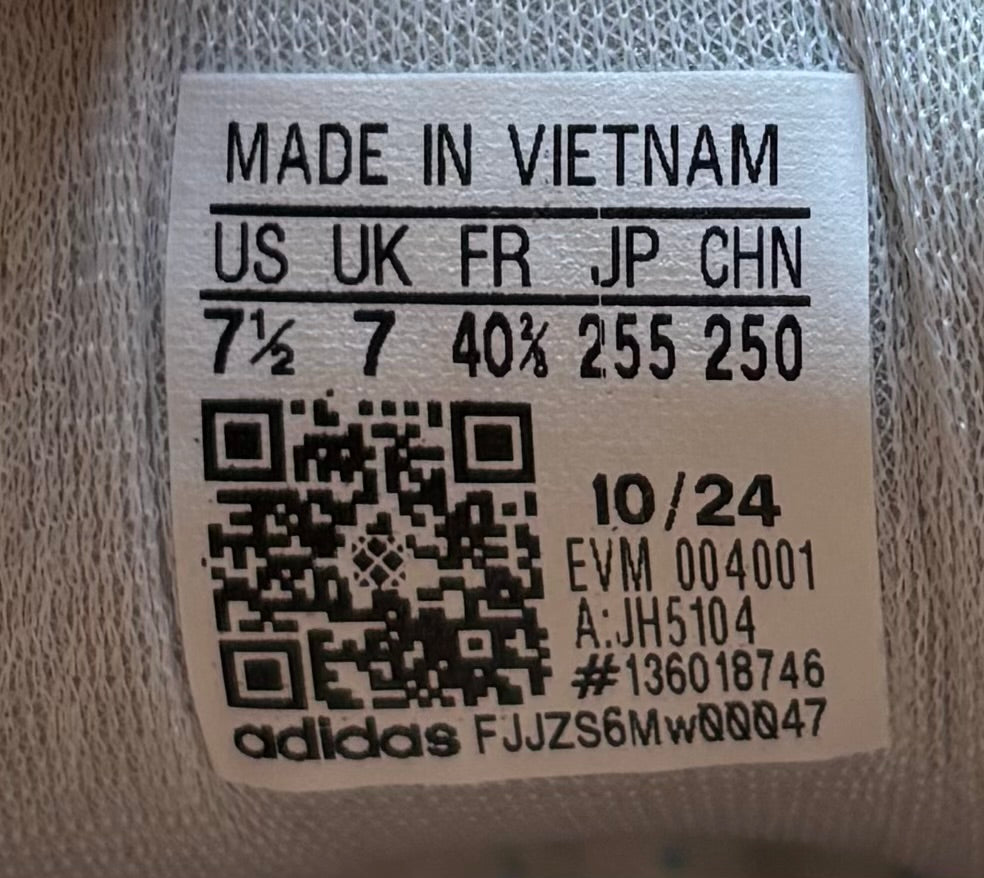 MADE IN VIETNAM
US UK FR JP CHN
7½ 7 40⅔ 255 250
10/24
EVM 004001
A:JH5104
#136018746
adidas FJJZS6MwQQQ47